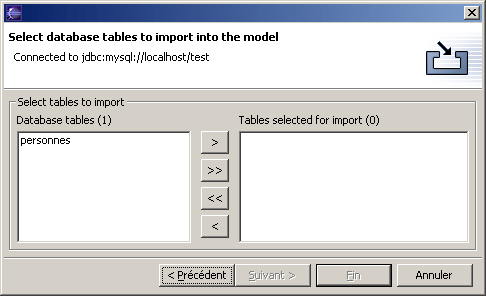 Select database tables to import into the model
Connected to jdbc:mysql://localhost/test
Select tables to import
Database tables (1)
Tables selected for import (0)
personnes
>
>>
<<
<
< Précédent
Suivant >
Fin
Annuler